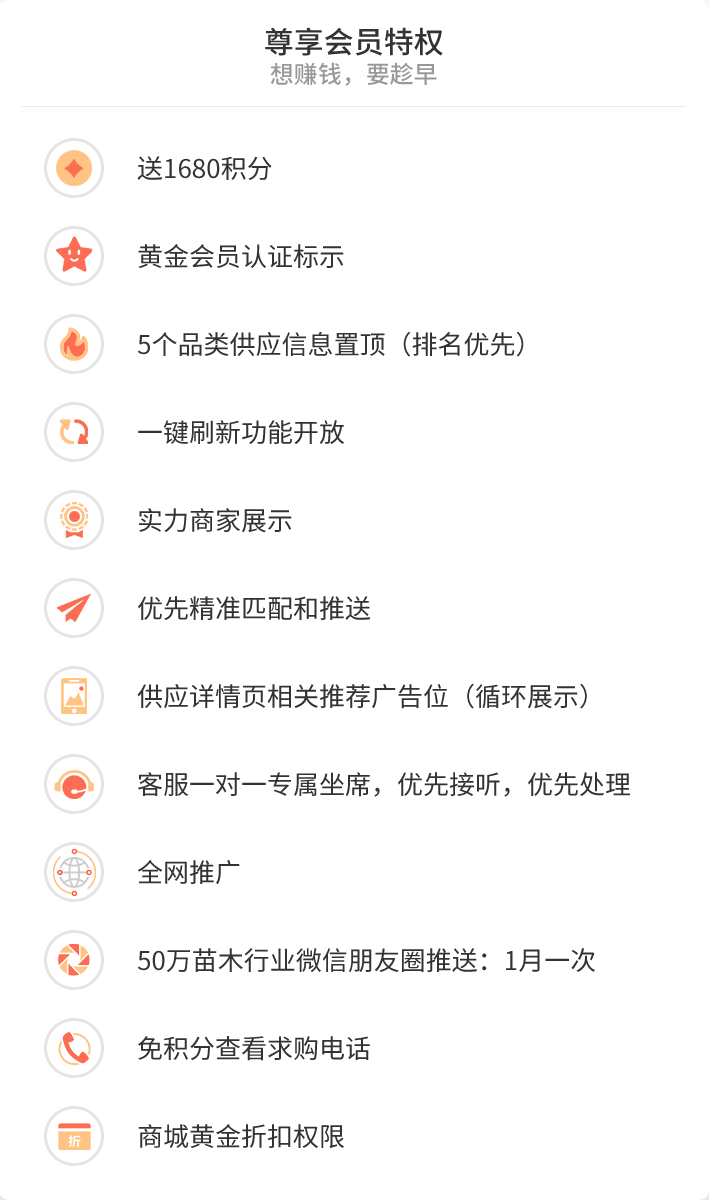 尊享会员特权
想赚钱，要趁早
送1680积分
黄金会员认证标示
5个品类供应信息置顶（排名优先）
一键刷新功能开放
实力商家展示
优先精准匹配和推送
供应详情页相关推荐广告位（循环展示）
客服一对一专属坐席，优先接听，优先处理
全网推广
50万苗木行业微信朋友圈推送：1月一次
免积分查看求购电话
折
商城黄金折扣权限